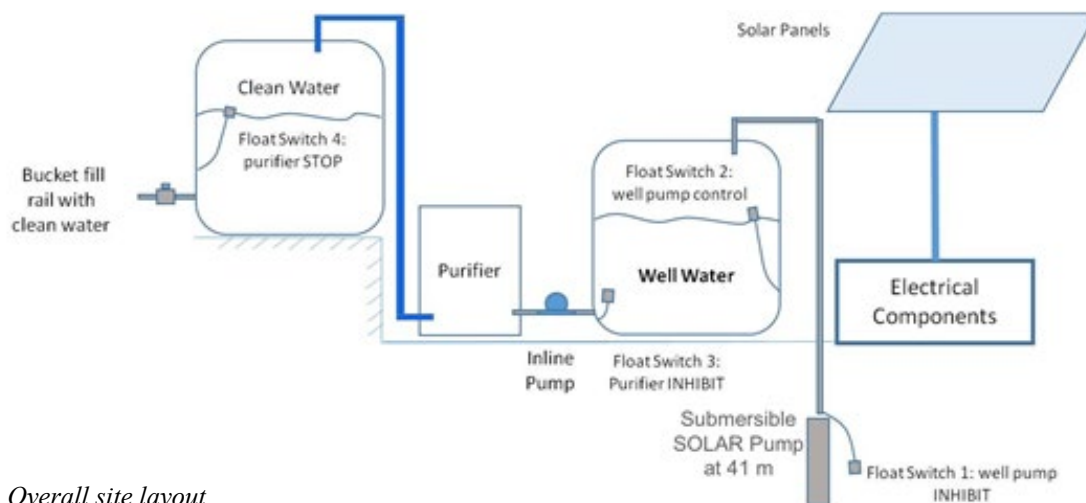 Solar Panels
Clean Water
Float Switch 4:
purifier STOP
Bucket fill
rail with
clean water
Float Switch 2:
well pump control
Purifier
Well Water
Electrical
Components
Inline
Pump
Float Switch 3:
Purifier INHIBIT
Submersible
SOLAR Pump
at 41 m
Float Switch 1: well pump
INHIBIT
Overall site layout